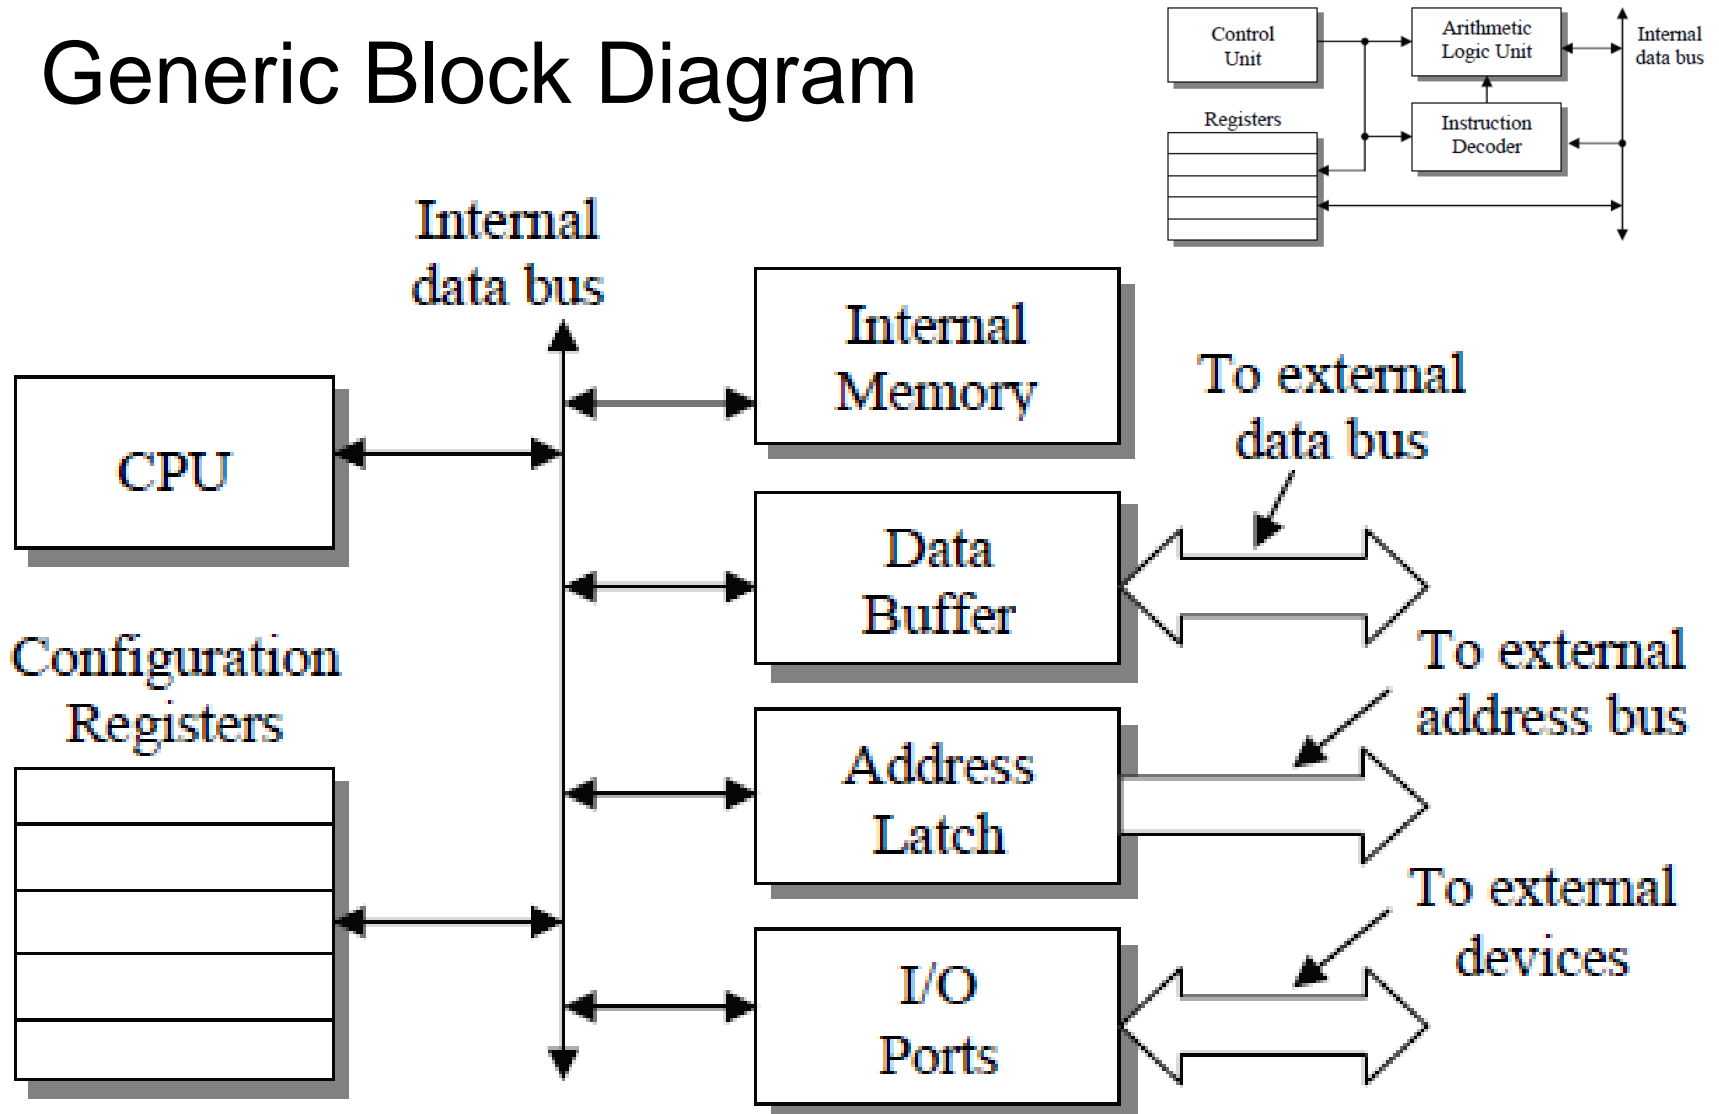 Generic Block Diagram
Control
Unit
Arithmetic
Logic Unit
Internal
data bus
Registers
Instruction
Decoder
Internal
data bus
Internal
Memory
To external
data bus
CPU
Data
Buffer
Configuration
Registers
To external
address bus
Address
Latch
To external
devices
I/O
Ports